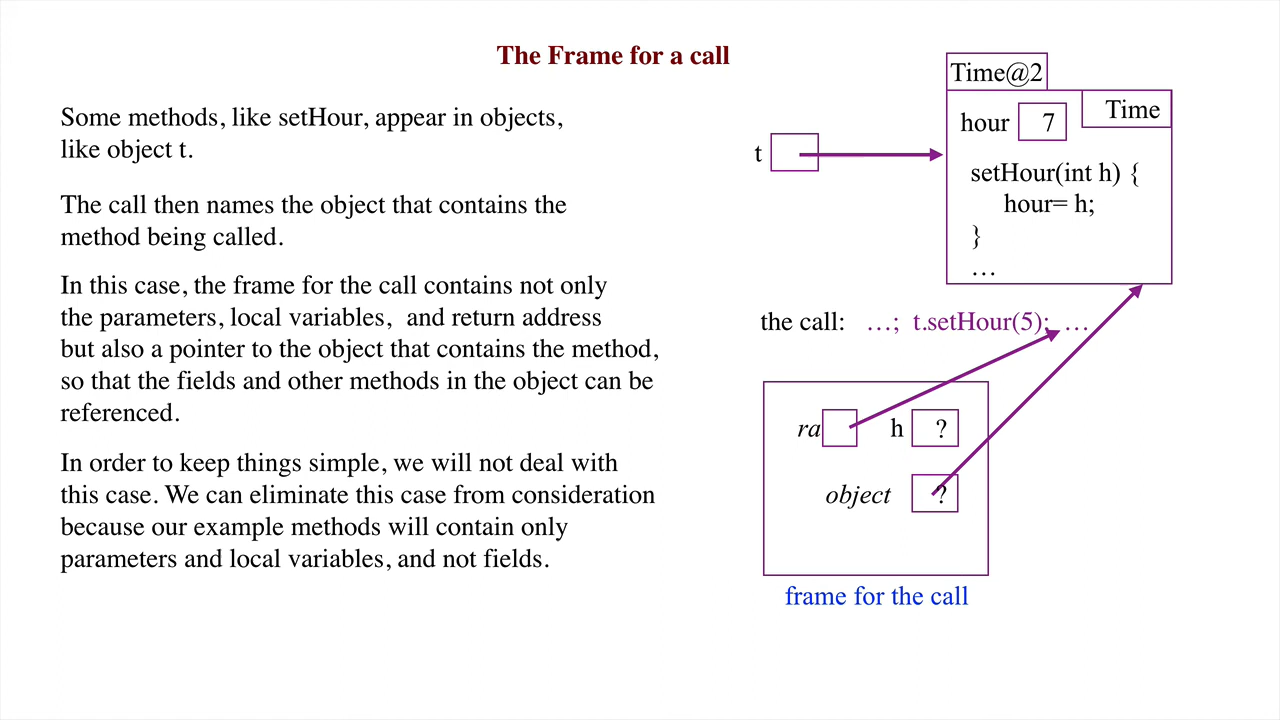 The Frame for a call
Some methods, like setHour, appear in objects,
like object t.
The call then names the object that contains the
method being called.
In this case, the frame for the call contains not only
the parameters, local variables,  and return address
but also a pointer to the object that contains the method,
so that the fields and other methods in the object can be
referenced.
In order to keep things simple, we will not deal with
this case. We can eliminate this case from consideration
because our example methods will contain only
parameters and local variables, and not fields.
Time@2
Time
hour 7
t
setHour(int h) {
hour= h;
}
…
the call: …; t.setHour(5); …
ra h ?
object ?
frame for the call